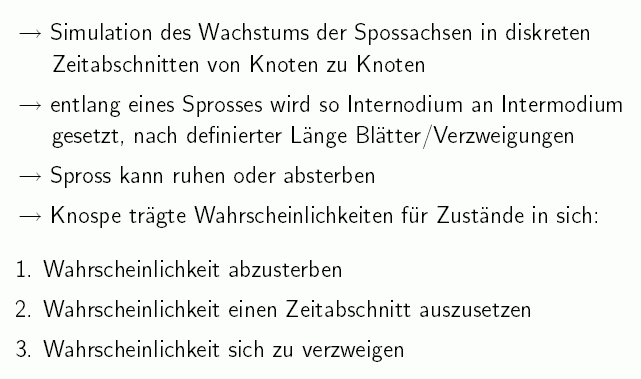 → Simulation des Wachstums der Spossachsen in diskreten
Zeitabschnitten von Knoten zu Knoten
→ entlang eines Sprosses wird so Internodium an Intermodium
gesetzt, nach definierter Länge Blätter/Verzweigungen
→ Spross kann ruhen oder absterben
→ Knospe trägte Wahrscheinlichkeiten für Zustände in sich:
1. Wahrscheinlichkeit abzusterben
2. Wahrscheinlichkeit einen Zeitabschnitt auszusetzen
3. Wahrscheinlichkeit sich zu verzweigen